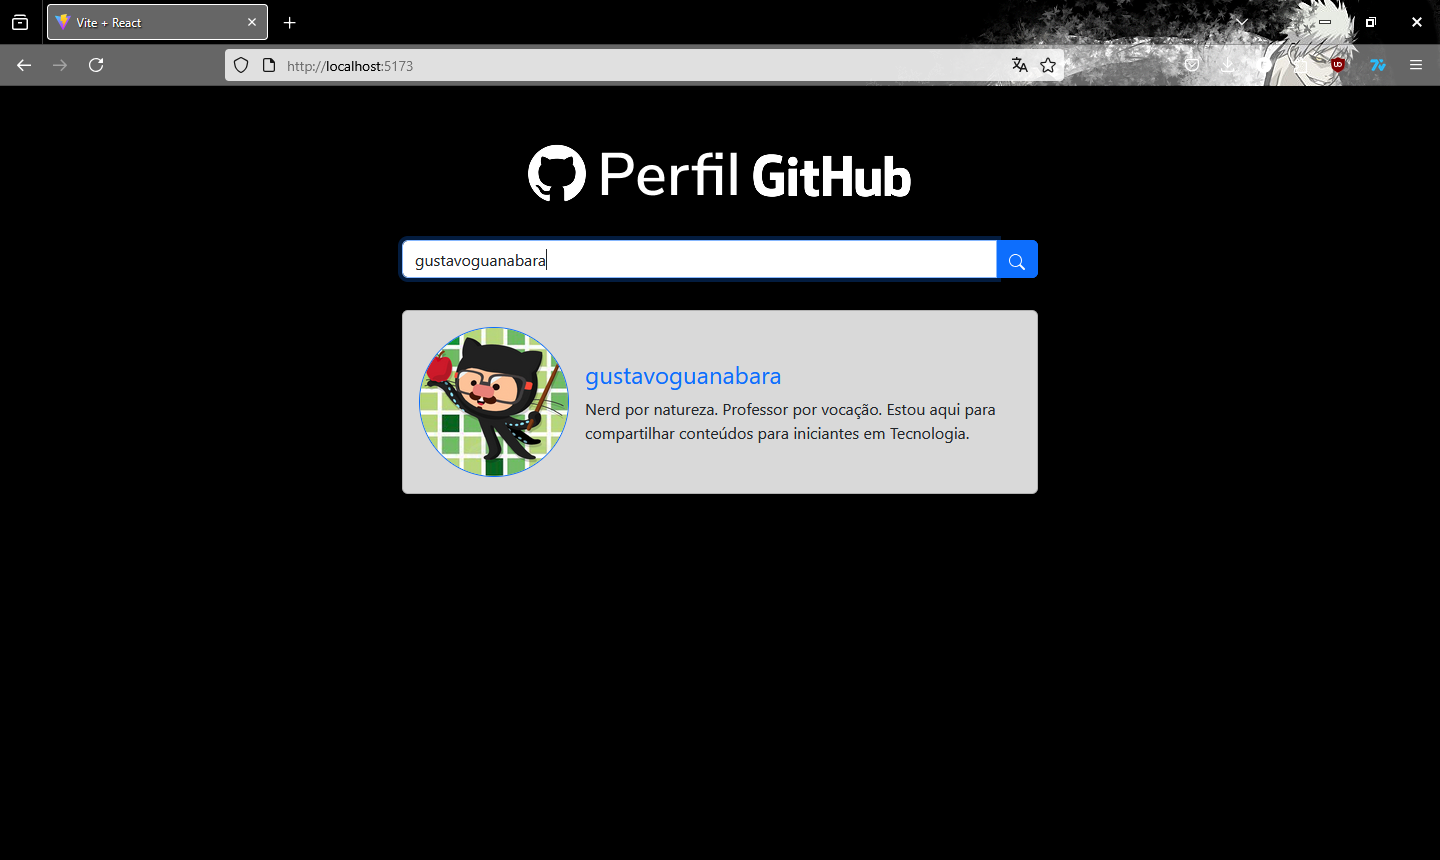 Vite + React
http://localhost:5173
Perfil GitHub
gustavoguanabara
gustavoguanabara
Nerd por natureza. Professor por vocação. Estou aqui para
compartilhar conteúdos para iniciantes em Tecnologia.